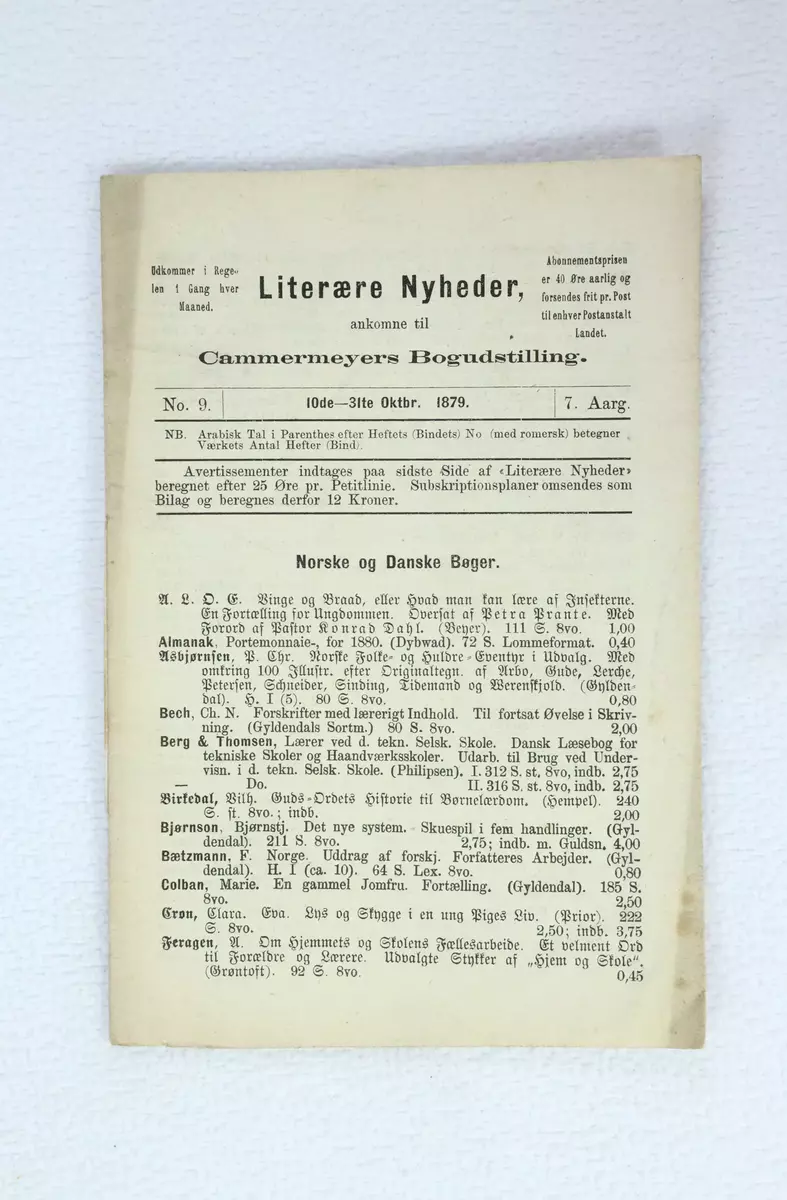 Udkommer i Rege-
len 1 Gang hver
Maaned.
Literære Nyheder,
ankomne til
Abonnementsprisen
er 40 Øre aarlig og
forsendes frit pr. Post
til enhver Postanstalt
Landet.
Cammermeyers Bogudstilling.
No. 9.
10de—31te Oktbr. 1879.
7. Aarg.
NB. Arabisk Tal i Parenthes efter Heftets (Bindets) No (med romersk) betegner
Værkets Antal Hefter (Bind).
Avertissementer indtages paa sidste Side af «Literære Nyheder»
beregnet efter 25 Øre pr. Petitlinie. Subskriptionsplaner omsendes som
Bilag og beregnes derfor 12 Kroner.
Norske og Danske Bøger.
A. L. O. E. Vinge og Braad, eller Hvad man kan lære af Insekterne.
En Fortælling for Ungdommen. Oversat af Petra Prante. Med
Forord af Pastor Konrad Dahl. (Beyer). 111 S. 8vo. 1,00
Almanak, Portemonnaie-, for 1880. (Dybwad). 72 S. Lommeformat. 0,40
Asbjørnsen, P. Chr. Norske Folke- og Huldre-Eventyr i Udvalg. Med
omkring 100 Illustr. efter Originaltegn. af Arbo, Gude, Lerche,
Petersen, Schneider, Sinding, Tidemand og Werenskjold. (Gylden-
dal). H. I (5). 80 S. 8vo. 0,80
Bech, Ch. N. Forskrifter med lærerigt Indhold. Til fortsat Øvelse i Skriv-
ning. (Gyldendals Sortm.) 80 S. 8vo. 2,00
Berg & Thomsen, Lærer ved d. tekn. Selsk. Skole. Dansk Læsebog for
tekniske Skoler og Haandværksskoler. Udarb. til Brug ved Under-
visn. i d. tekn. Selsk. Skole. (Philipsen). I. 312 S. st. 8vo, indb. 2,75
— Do. II. 316 S. st. 8vo, indb. 2,75
Birkedal, Vilh. Guds-Ordets Historie til Børnelærdom. (Hempel). 240
S. st. 8vo.; indb. 2,00
Bjørnson, Bjørnstj. Det nye system. Skuespil i fem handlinger. (Gyl-
dendal). 211 S. 8vo. 2,75; indb. m. Guldsn. 4,00
Bætzmann, F. Norge. Uddrag af forskj. Forfatteres Arbejder. (Gyl-
dendal). H. I (ca. 10). 64 S. Lex. 8vo. 0,80
Colban, Marie. En gammel Jomfru. Fortælling. (Gyldendal). 185 S.
8vo. 2,50
Crøn, Clara. Eva. Lys og Skygge i en ung Piges Liv. (Prior). 222
S. 8vo. 2,50; indb. 3,75
Feragen, A. Om Hjemmets og Skolens Fællesarbeide. Et velment Ord
til Forældre og Lærere. Udvalgte Stykker af „Hjem og Skole“.
(Grøntoft). 92 S. 8vo. 0,45